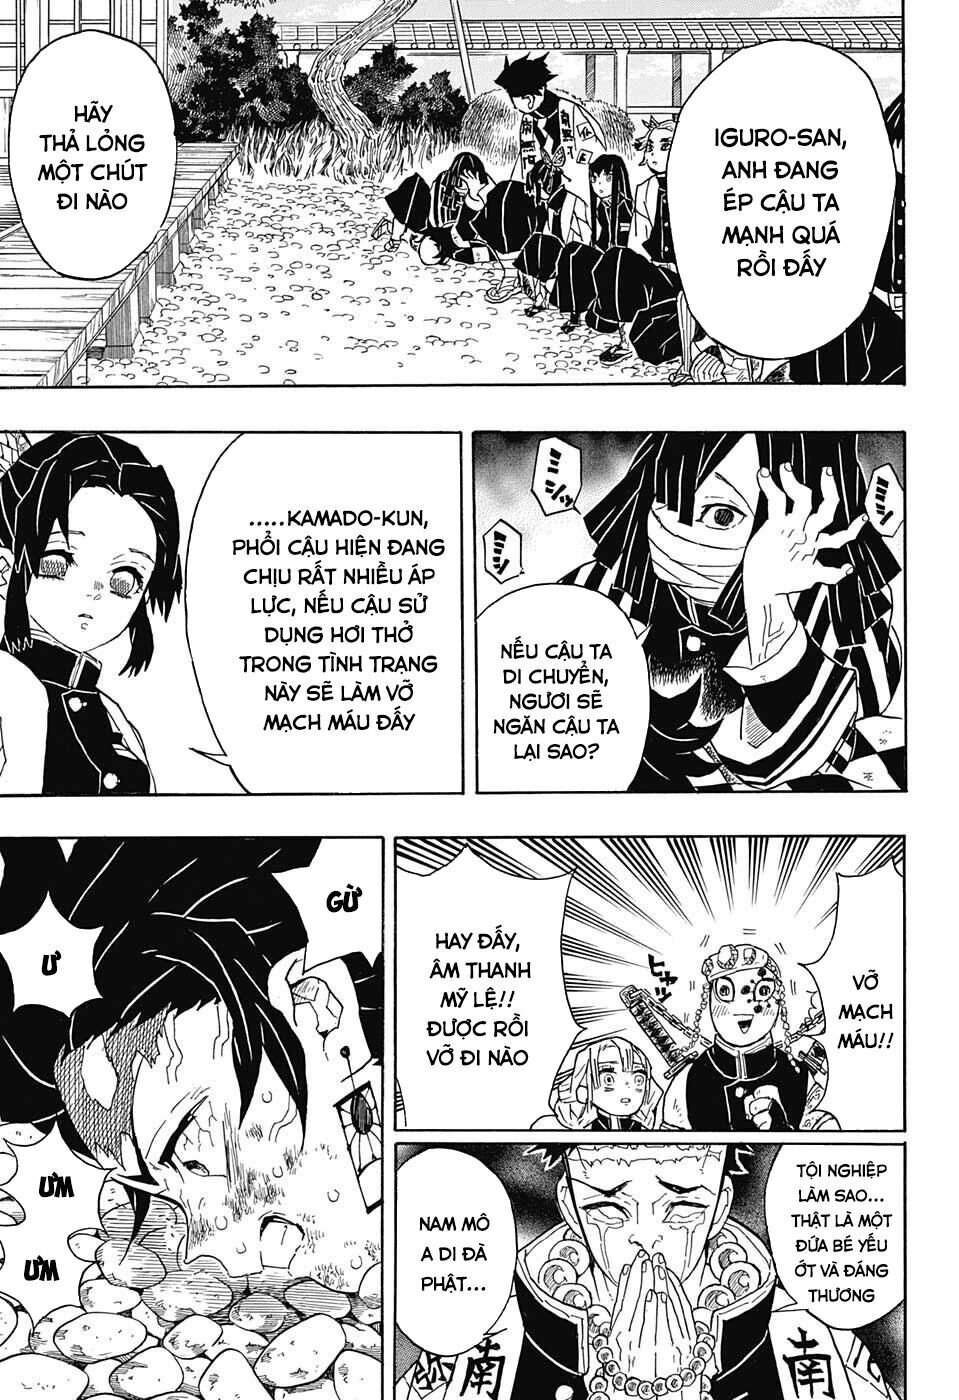 IGURO-SAN,
ANH ĐANG
ÉP CẬU TA
MẠNH QUÁ
RỒI ĐẤY
HÃY
THẢ LỎNG
MỘT CHÚT
ĐI NÀO
NẾU CẬU TA
DI CHUYỂN,
NGƯƠI SẼ
NGĂN CẬU TA
LẠI SAO?
.....KAMADO-KUN,
PHỔI CẬU HIỆN ĐANG
CHỊU RẤT NHIỀU ÁP
LỰC, NẾU CẬU SỬ
DỤNG HƠI THỞ
TRONG TÌNH TRẠNG
NÀY SẼ LÀM VỠ
MẠCH MÁU ĐẤY
VỠ
MẠCH
MÁU!!
HAY ĐẤY,
ÂM THANH
MỸ LỆ!!
ĐƯỢC RỒI
VỠ ĐI NÀO
TỘI NGHIỆP
LÀM SAO...
THẬT LÀ MỘT
ĐỨA BÉ YẾU
ỚT VÀ ĐÁNG
THƯƠNG
NAM MÔ
A DI ĐÀ
PHẬT...
南
南
GỪ
Ư
ƯM
ƯM